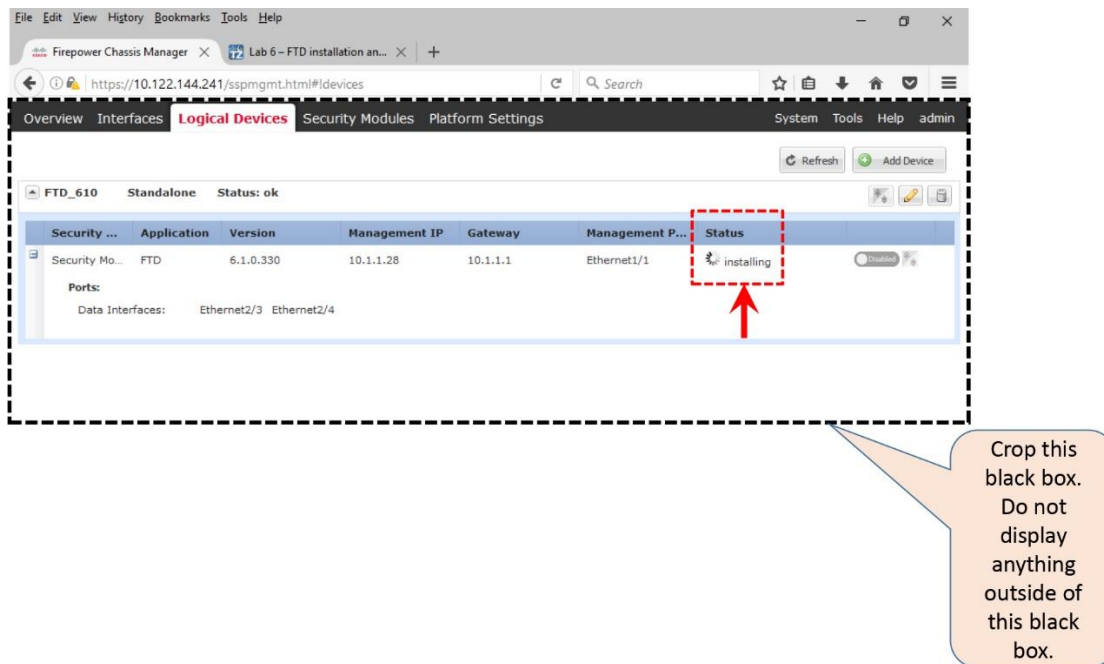 File Edit View History Bookmarks Tools Help
Firepower Chassis Manager Lab 6 – FTD installation an...
https://10.122.144.241/sspmgmt.html#!devices Search
Overview Interfaces Logical Devices Security Modules Platform Settings System Tools Help admin
Refresh Add Device
FTD_610 Standalone Status: ok
Security ... Application Version Management IP Gateway Management P... Status
Security Mo... FTD 6.1.0.330 10.1.1.28 10.1.1.1 Ethernet1/1 installing Disabled
Ports:
Data Interfaces: Ethernet2/3 Ethernet2/4
Crop this
black box.
Do not
display
anything
outside of
this black
box.